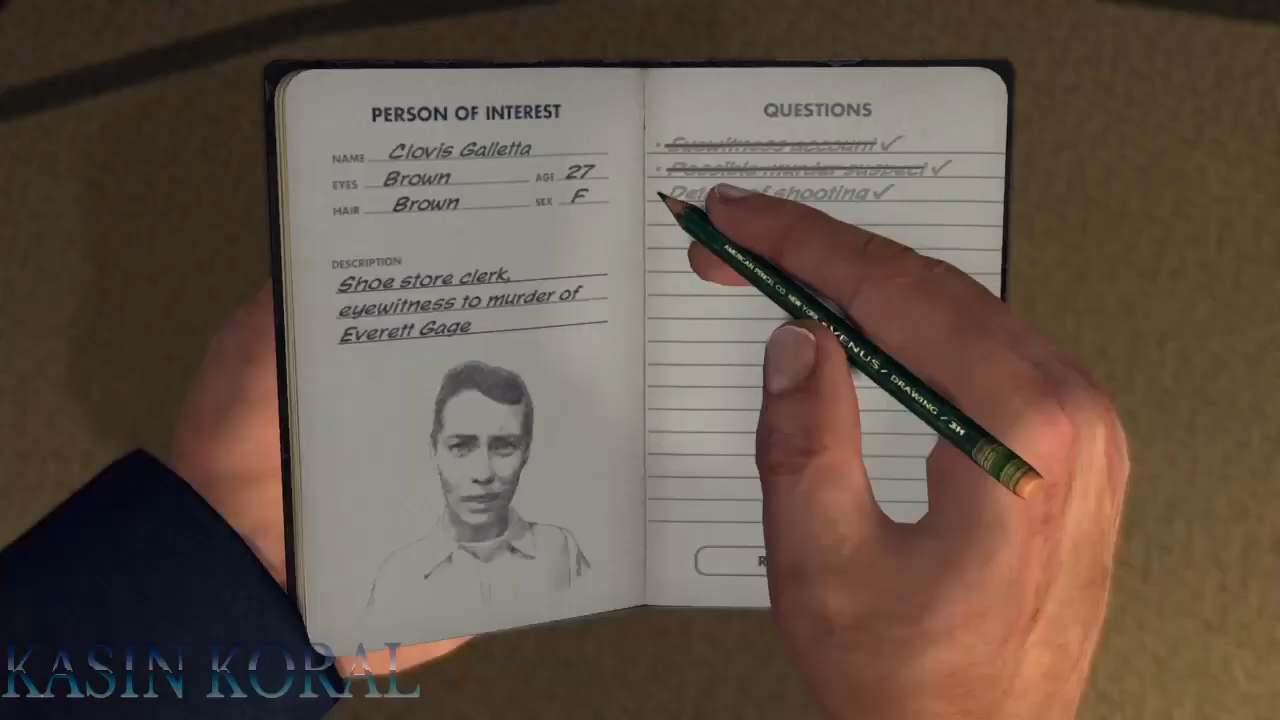 PERSON OF INTEREST
NAME Clovis Galletta
EYES Brown AGE 27
HAIR Brown SEX F
DESCRIPTION
Shoe store clerk,
eyewitness to murder of
Everett Gage
QUESTIONS
Eyewitness account ✓
Possible murder suspect ✓
of shooting ✓
AMERICAN PENCIL CO. NEW YORK VENUS / DRAWING / 3H
KASIN KORAL